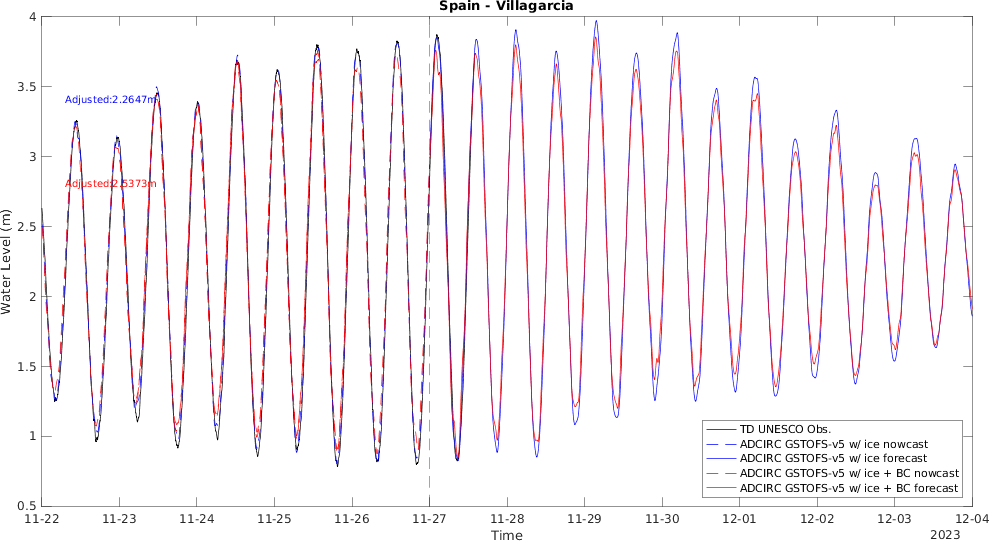 Spain - Villagarcia
4
3.5
3
2.5
2
1.5
1
0.5
Water Level (m)
Adjusted:2.2647m
Adjusted:2.5373m
TD UNESCO Obs.
ADCIRC GSTOFS-v5 w/ ice nowcast
ADCIRC GSTOFS-v5 w/ ice forecast
ADCIRC GSTOFS-v5 w/ ice + BC nowcast
ADCIRC GSTOFS-v5 w/ ice + BC forecast
11-22 11-23 11-24 11-25 11-26 11-27 11-28 11-29 11-30 12-01 12-02 12-03 12-04
Time
2023